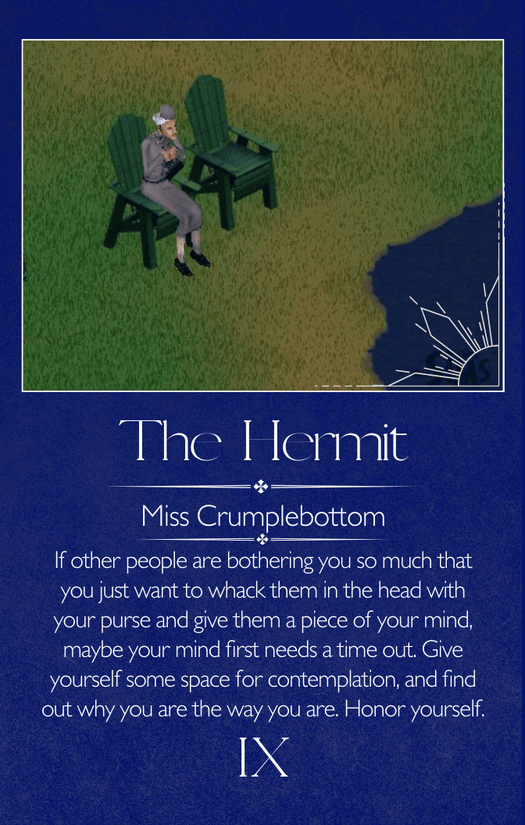 The Hermit
Miss Crumplebottom
If other people are bothering you so much that
you just want to whack them in the head with
your purse and give them a piece of your mind,
maybe your mind first needs a time out. Give
yourself some space for contemplation, and find
out why you are the way you are. Honor yourself.
IX